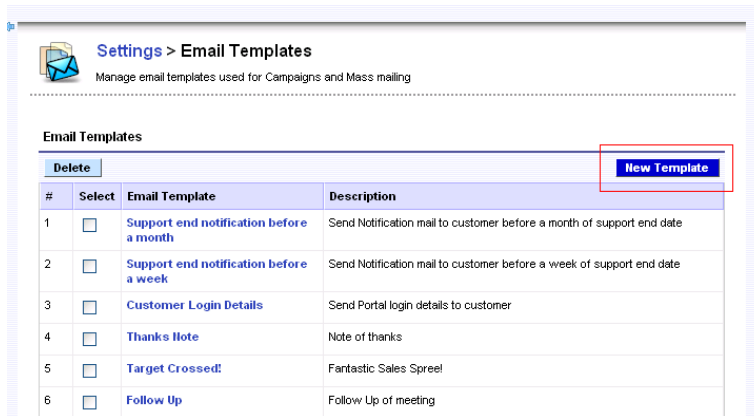 Settings > Email Templates
Manage email templates used for Campaigns and Mass mailing
Email Templates
Delete New Template
# Select Email Template Description
1 Support end notification before a month Send Notification mail to customer before a month of support end date
2 Support end notification before a week Send Notification mail to customer before a week of support end date
3 Customer Login Details Send Portal login details to customer
4 Thanks Note Note of thanks
5 Target Crossed! Fantastic Sales Spree!
6 Follow Up Follow Up of meeting